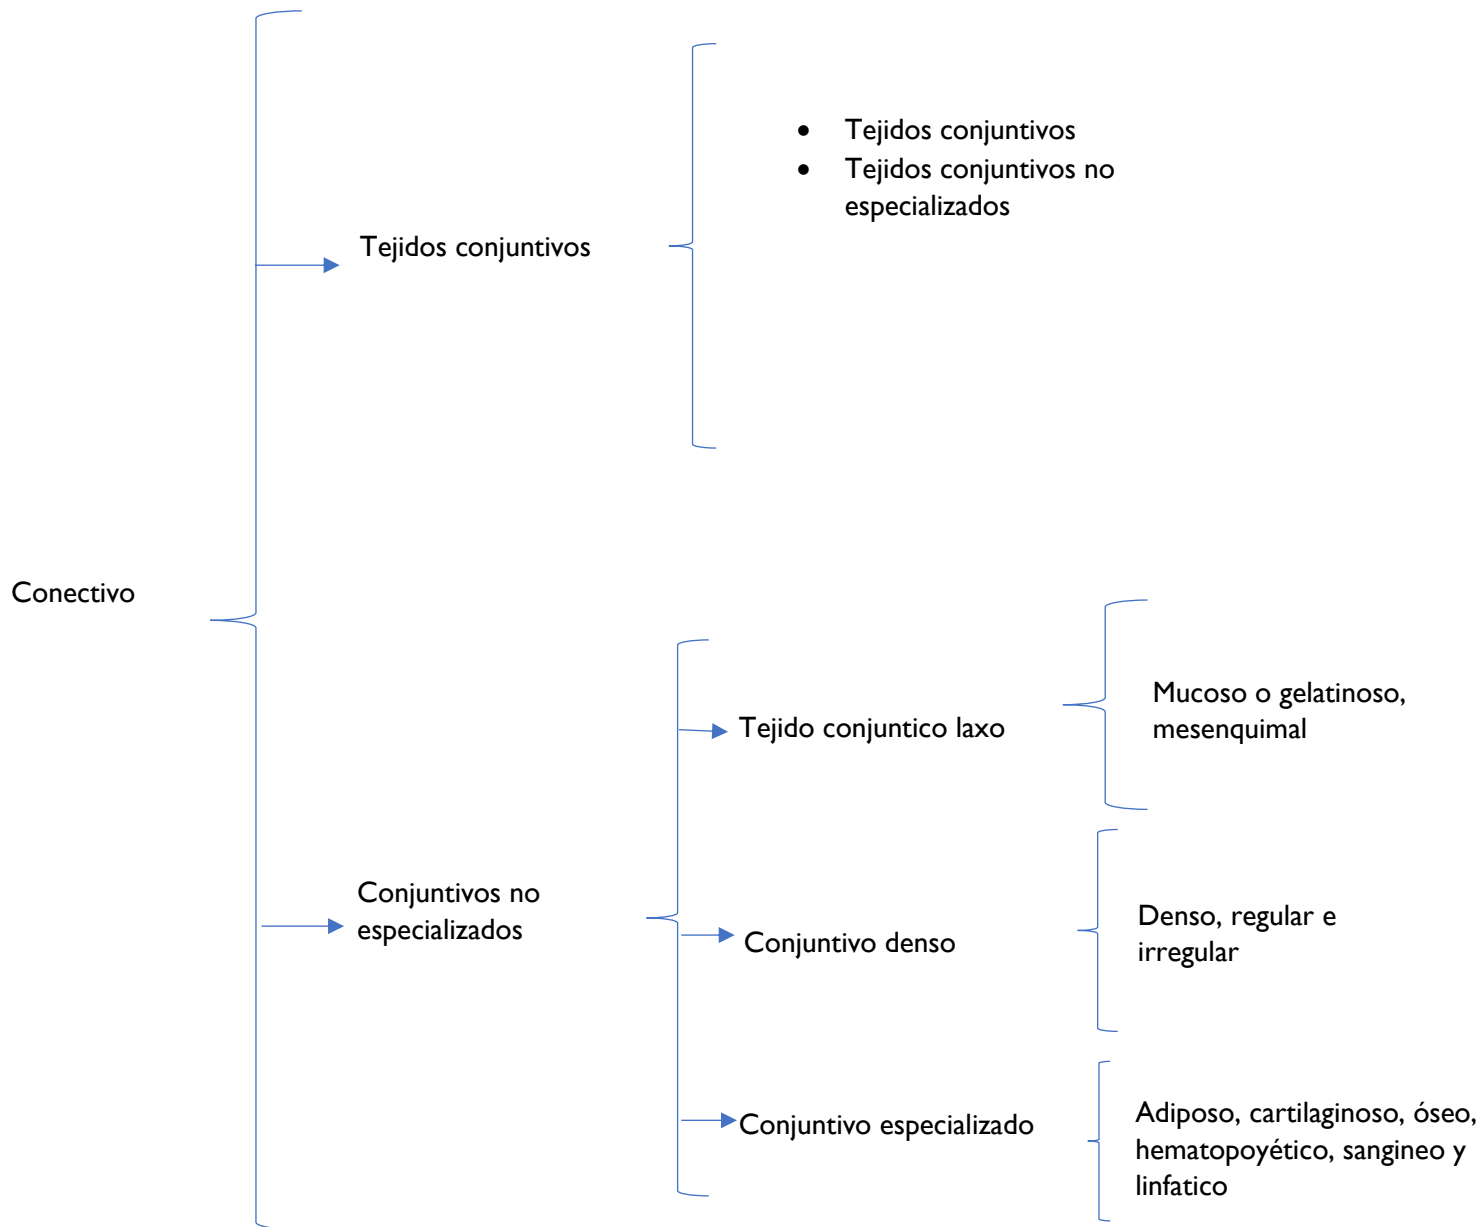 Conectivo
Tejidos conjuntivos
• Tejidos conjuntivos
• Tejidos conjuntivos no
especializados
Conjuntivos no
especializados
Tejido conjuntico laxo
Mucoso o gelatinoso,
mesenquimal
Conjuntivo denso
Denso, regular e
irregular
Conjuntivo especializado
Adiposo, cartilaginoso, óseo,
hematopoyético, sangineo y
linfatico